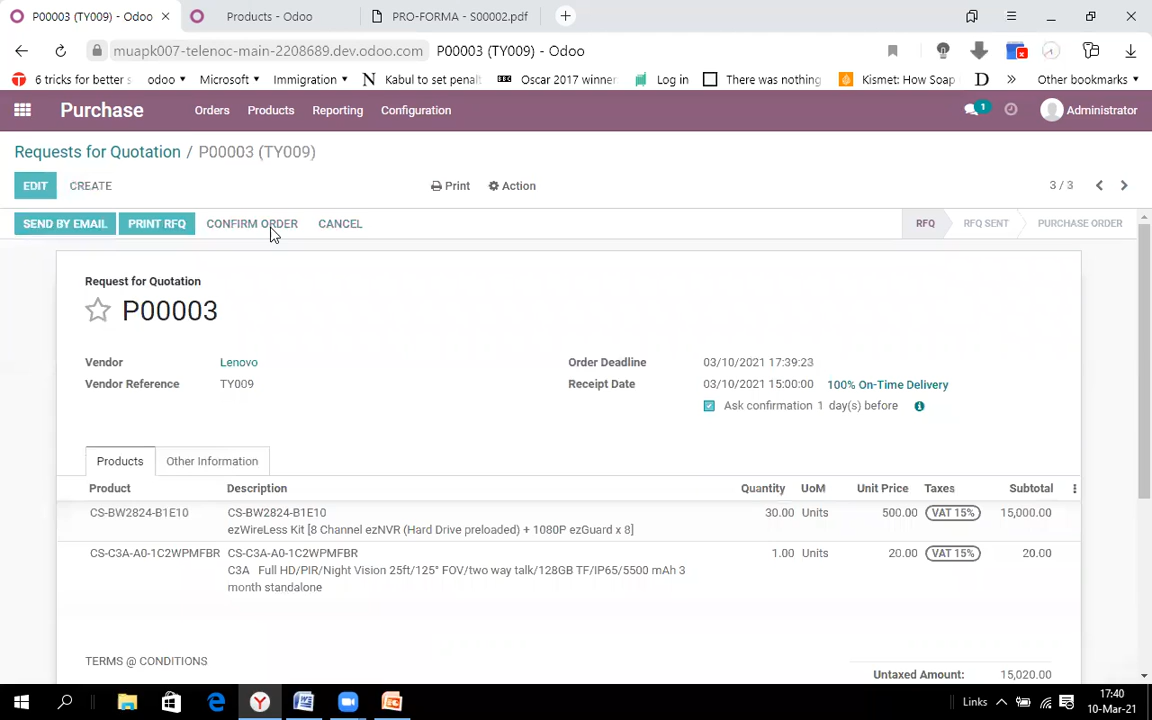 P00003 (TY009) - Odoo
Products - Odoo
PRO-FORMA - S00002.pdf
muapk007-telenoc-main-2208689.dev.odoo.com
P00003 (TY009) - Odoo
6 tricks for better s
odoo
Microsoft
Immigration
N Kabul to set penalt
BBC Oscar 2017 winner
Log in
There was nothing
Kismet: How Soap
D
»
Other bookmarks
Purchase
Orders
Products
Reporting
Configuration
1
Administrator
Requests for Quotation / P00003 (TY009)
EDIT
CREATE
Print
Action
3 / 3
SEND BY EMAIL
PRINT RFQ
CONFIRM ORDER
CANCEL
RFQ
RFQ SENT
PURCHASE ORDER
Request for Quotation
P00003
Vendor Lenovo
Order Deadline 03/10/2021 17:39:23
Vendor Reference TY009
Receipt Date 03/10/2021 15:00:00 100% On-Time Delivery
Ask confirmation 1 day(s) before
Products
Other Information
Product Description Quantity UoM Unit Price Taxes Subtotal
CS-BW2824-B1E10 CS-BW2824-B1E10 30.00 Units 500.00 VAT 15% 15,000.00
ezWireLess Kit [8 Channel ezNVR (Hard Drive preloaded) + 1080P ezGuard x 8]
CS-C3A-A0-1C2WPMFBR CS-C3A-A0-1C2WPMFBR 1.00 Units 20.00 VAT 15% 20.00
C3A Full HD/PIR/Night Vision 25ft/125° FOV/two way talk/128GB TF/IP65/5500 mAh 3
month standalone
TERMS @ CONDITIONS
Untaxed Amount: 15,020.00
Links
17:40
10-Mar-21